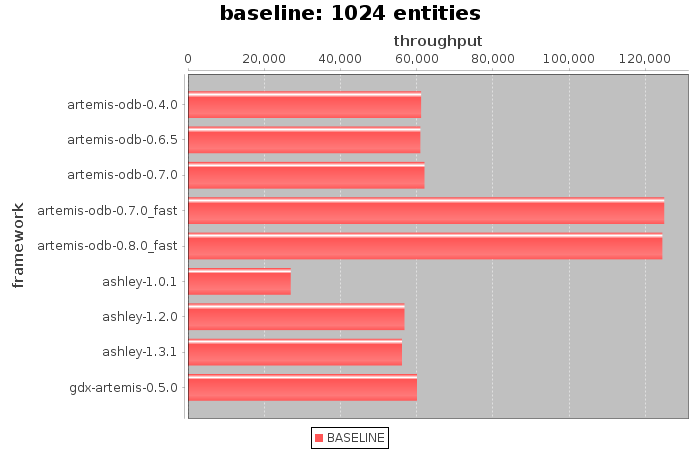 baseline: 1024 entities
throughput
0 20,000 40,000 60,000 80,000 100,000 120,000
framework
artemis-odb-0.4.0
artemis-odb-0.6.5
artemis-odb-0.7.0
artemis-odb-0.7.0_fast
artemis-odb-0.8.0_fast
ashley-1.0.1
ashley-1.2.0
ashley-1.3.1
gdx-artemis-0.5.0
BASELINE